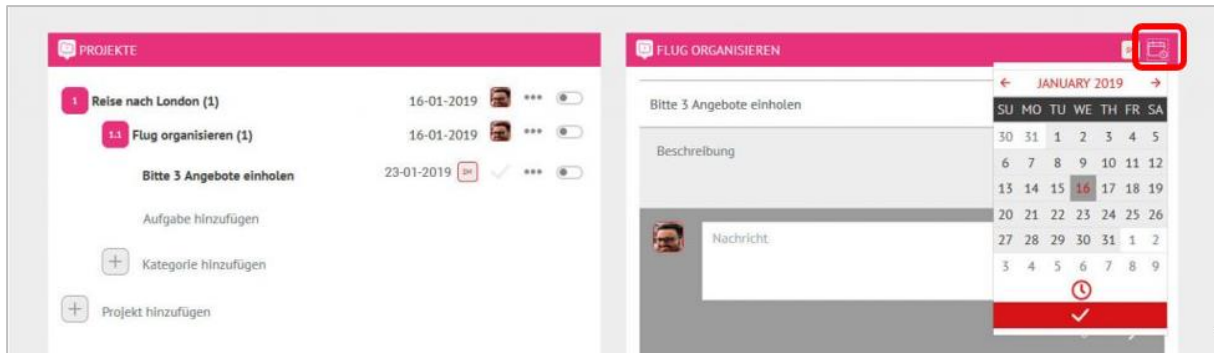 PROJEKTE
1 Reise nach London (1) 16-01-2019
1.1 Flug organisieren (1) 16-01-2019
Bitte 3 Angebote einholen 23-01-2019
Aufgabe hinzufügen
Kategorie hinzufügen
Projekt hinzufügen
FLUG ORGANISIEREN
Bitte 3 Angebote einholen
Beschreibung
Nachricht
JANUARY 2019
SU MO TU WE TH FR SA
30 31 1 2 3 4 5
6 7 8 9 10 11 12
13 14 15 16 17 18 19
20 21 22 23 24 25 26
27 28 29 30 31 1 2
3 4 5 6 7 8 9